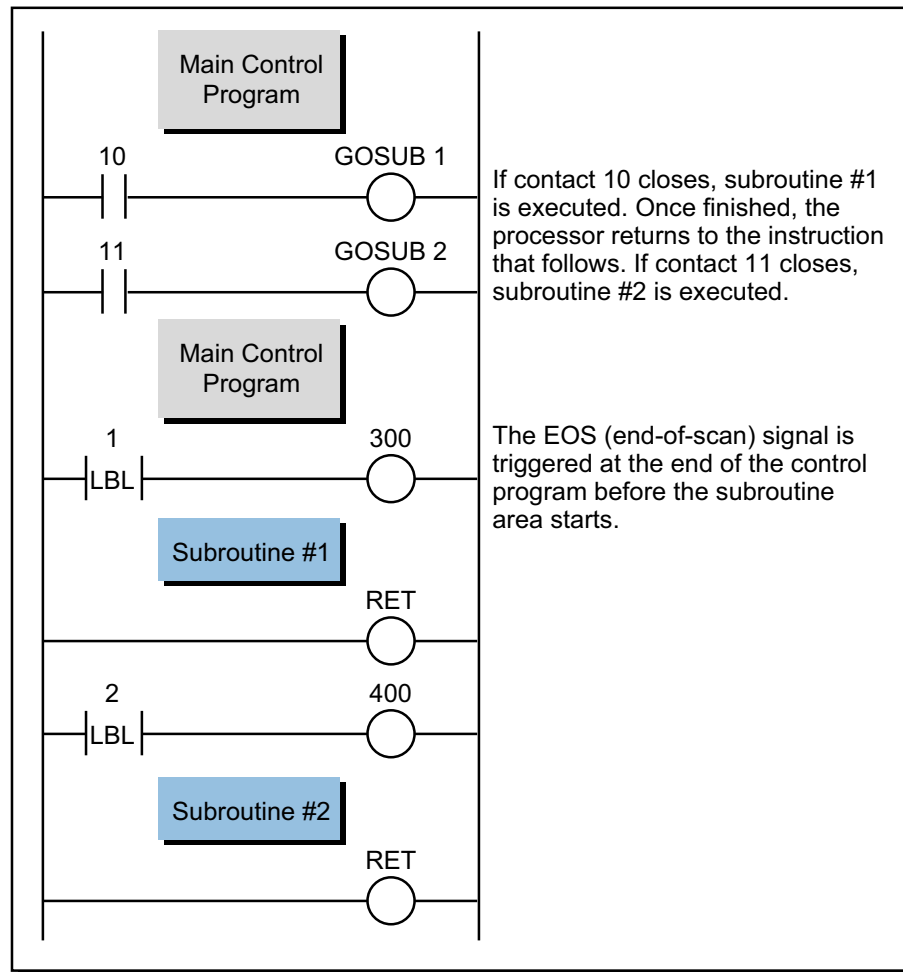 Main Control
Program
10
GOSUB 1
If contact 10 closes, subroutine #1
is executed. Once finished, the
processor returns to the instruction
that follows. If contact 11 closes,
subroutine #2 is executed.
11
GOSUB 2
Main Control
Program
1
300
LBL
The EOS (end-of-scan) signal is
triggered at the end of the control
program before the subroutine
area starts.
Subroutine #1
RET
2
400
LBL
Subroutine #2
RET